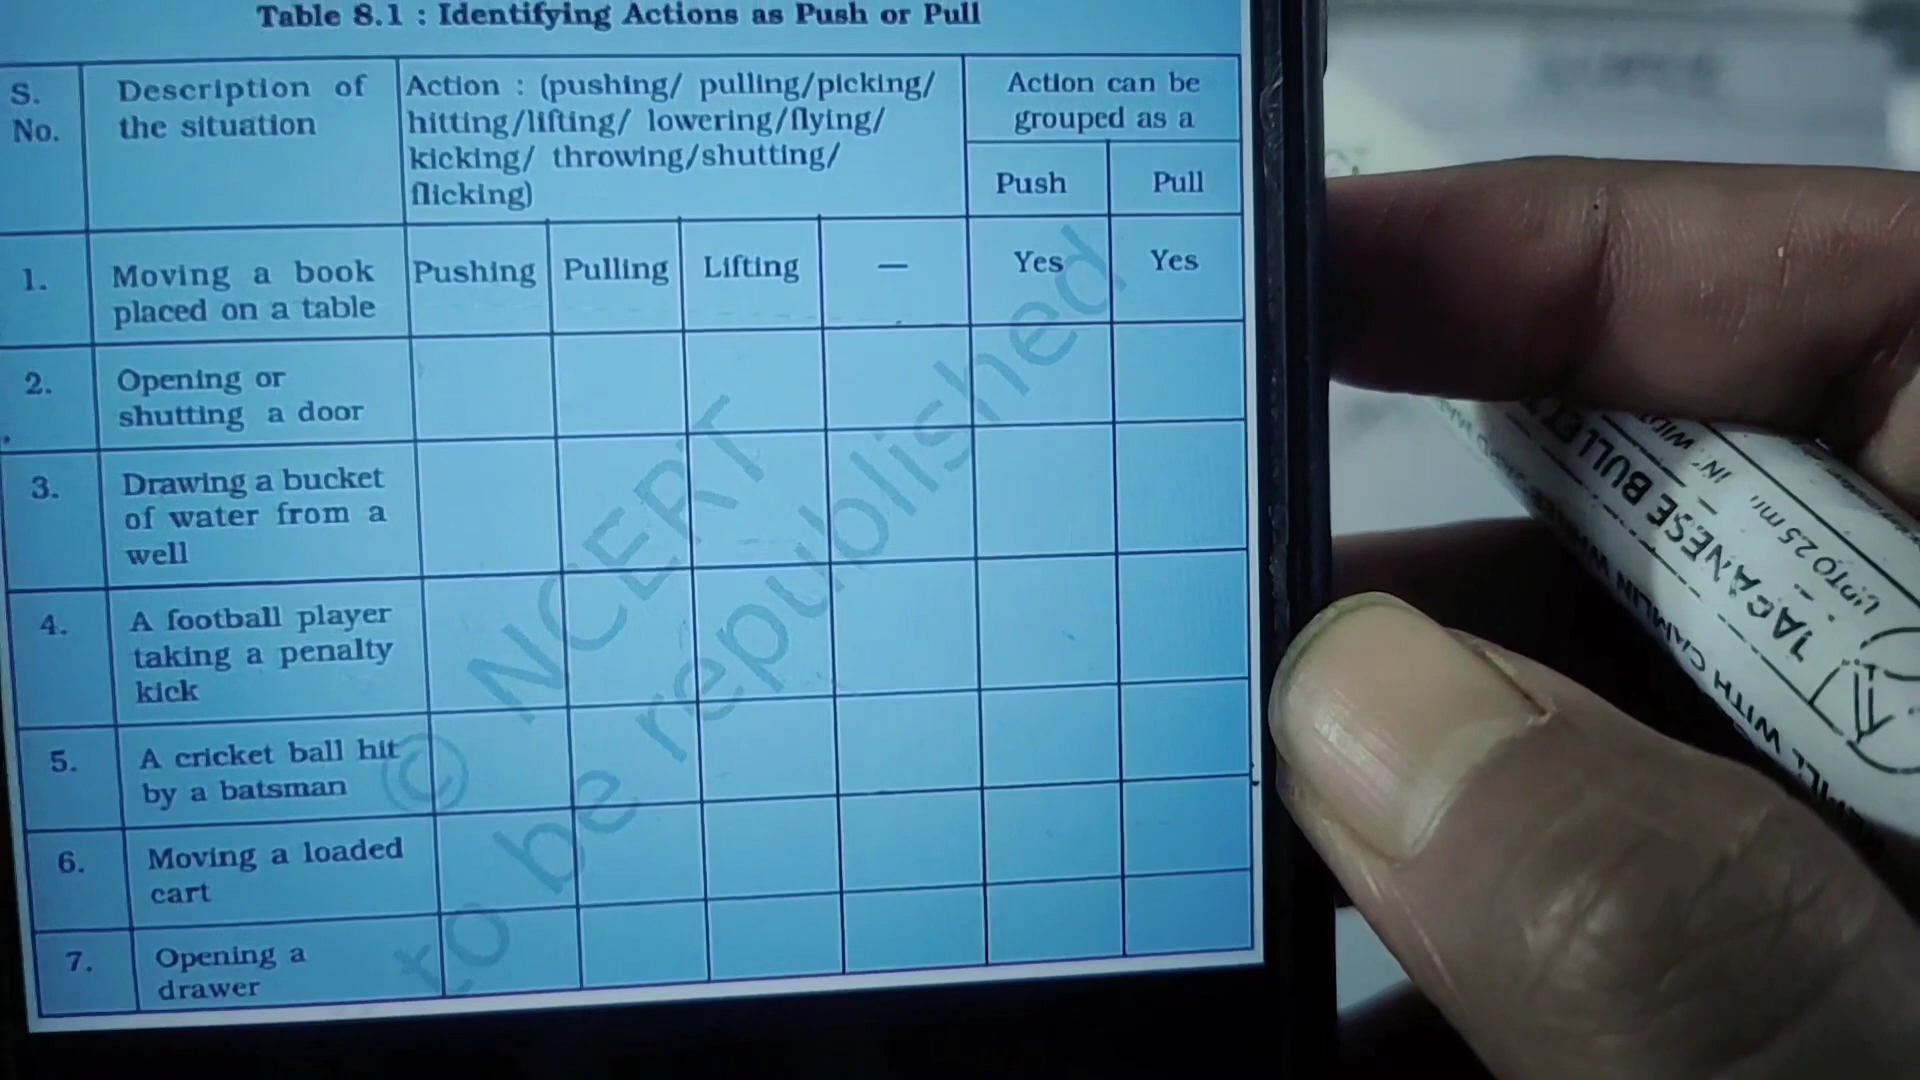 Table 8.1 : Identifying Actions as Push or Pull
S. No.
Description of the situation
Action : (pushing/ pulling/picking/
hitting/lifting/ lowering/flying/
kicking/ throwing/shutting/
flicking)
Action can be
grouped as a
Push Pull
1. Moving a book
placed on a table
Pushing Pulling Lifting — Yes Yes
2. Opening or
shutting a door
3. Drawing a bucket
of water from a
well
4. A football player
taking a penalty
kick
5. A cricket ball hit
by a batsman
6. Moving a loaded
cart
7. Opening a
drawer
© NCERT
to be republished
JAPANESE BULLET
UPTO 25 ml.
WITH CAMLIN